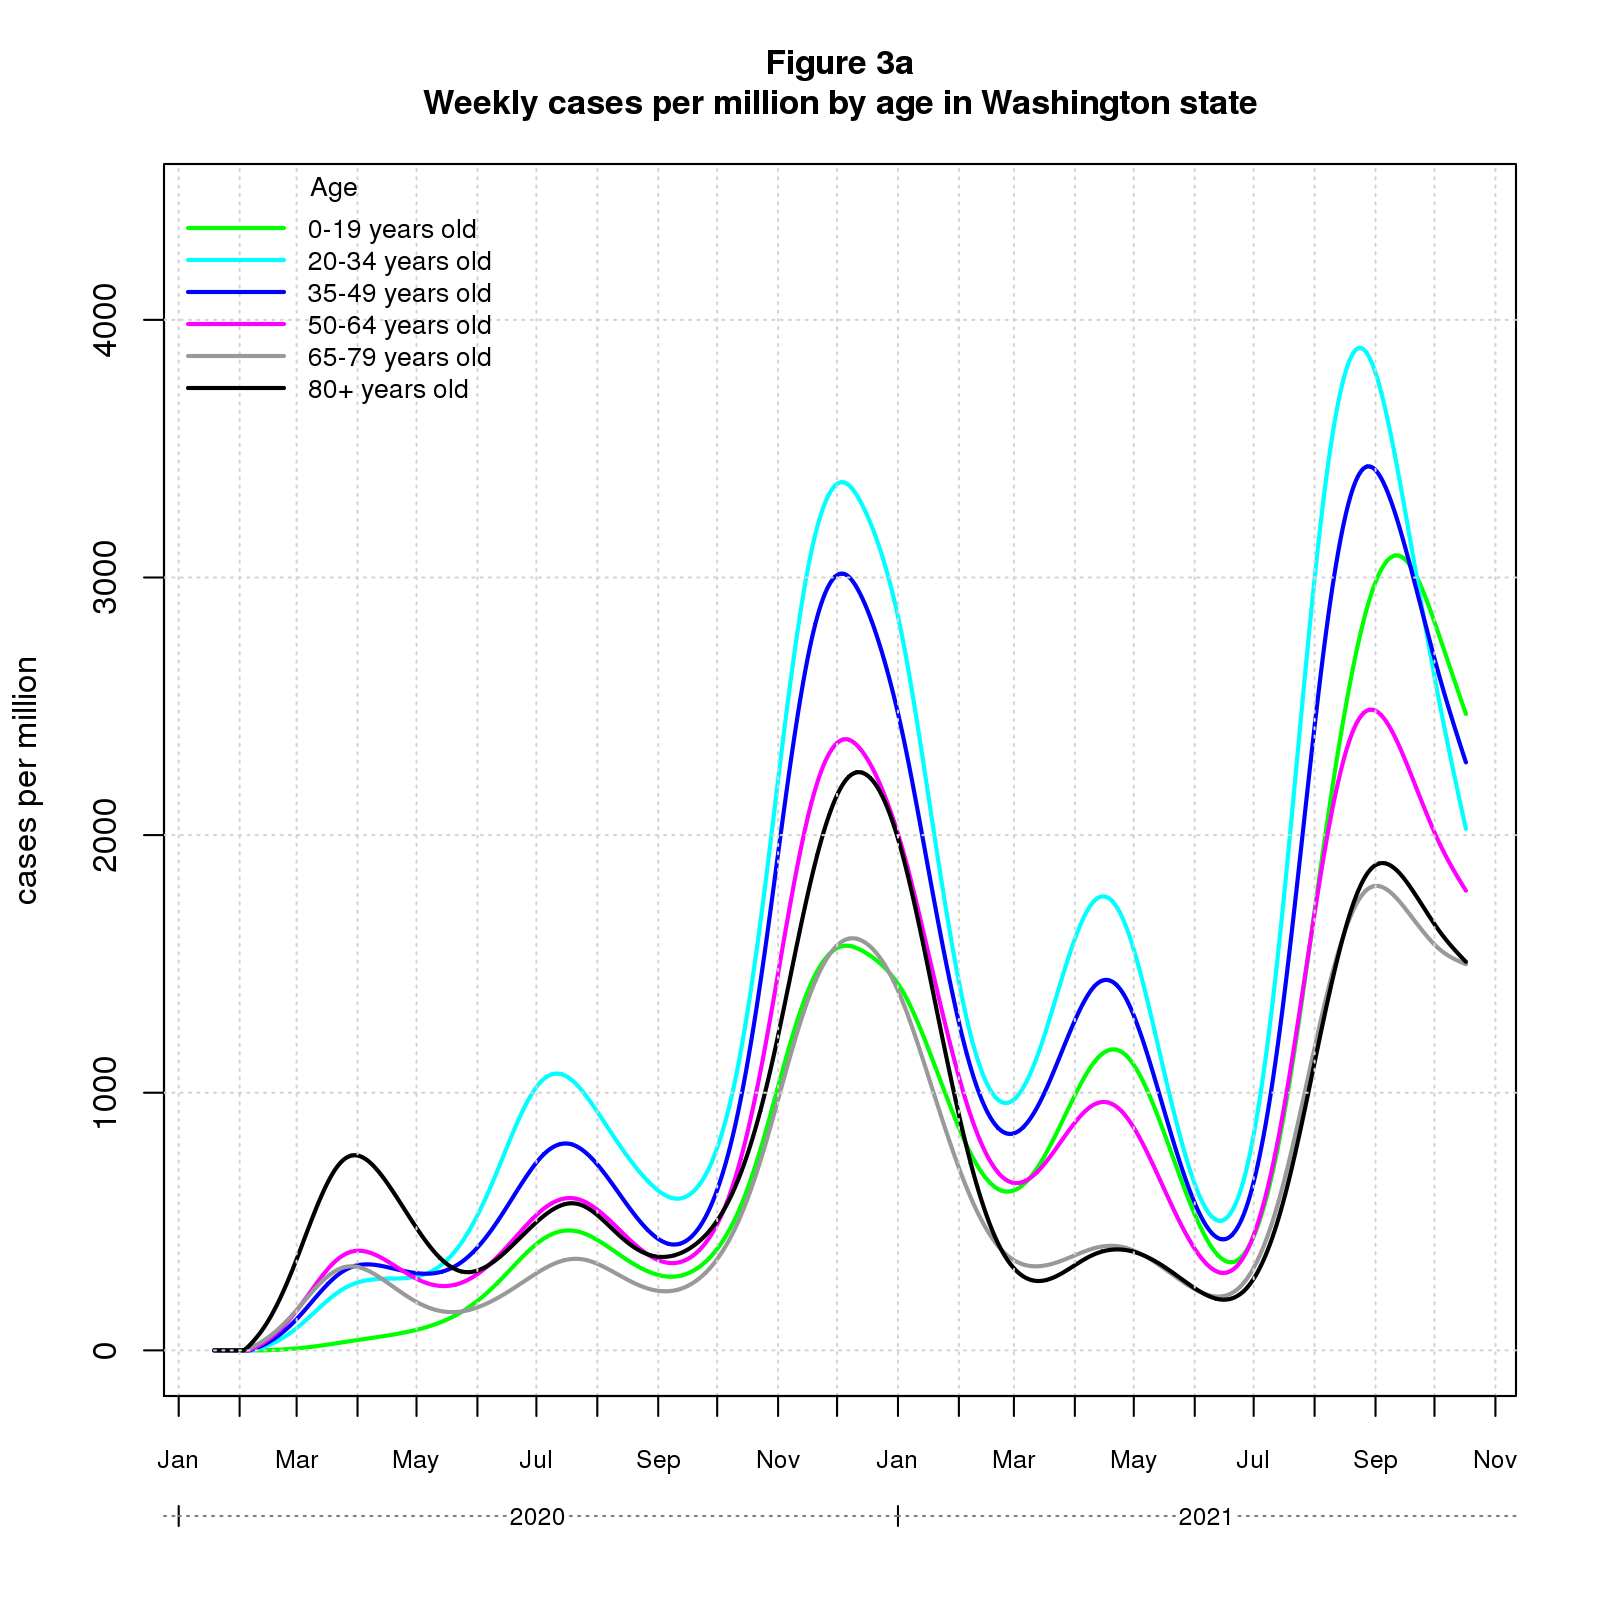 Figure 3a
Weekly cases per million by age in Washington state
Age
0-19 years old
20-34 years old
35-49 years old
50-64 years old
65-79 years old
80+ years old
cases per million
4000
3000
2000
1000
0
Jan Mar May Jul Sep Nov Jan Mar May Jul Sep Nov
2020 2021